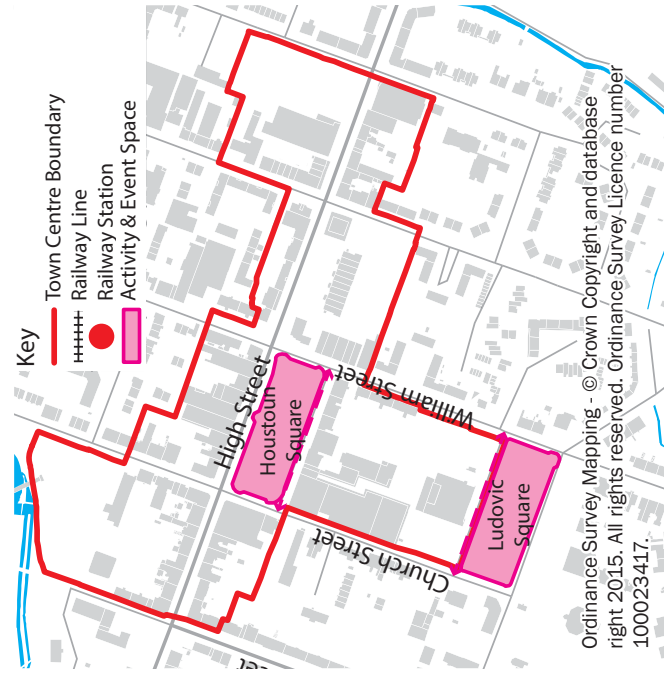 Key
Town Centre Boundary
Railway Line
Railway Station
Activity & Event Space
High Street
Houstoun
Square
William Street
Church Street
Ludovic
Square
Ordinance Survey Mapping - © Crown Copyright and database
right 2015. All rights reserved. Ordinance Survey Licence number
100023417.